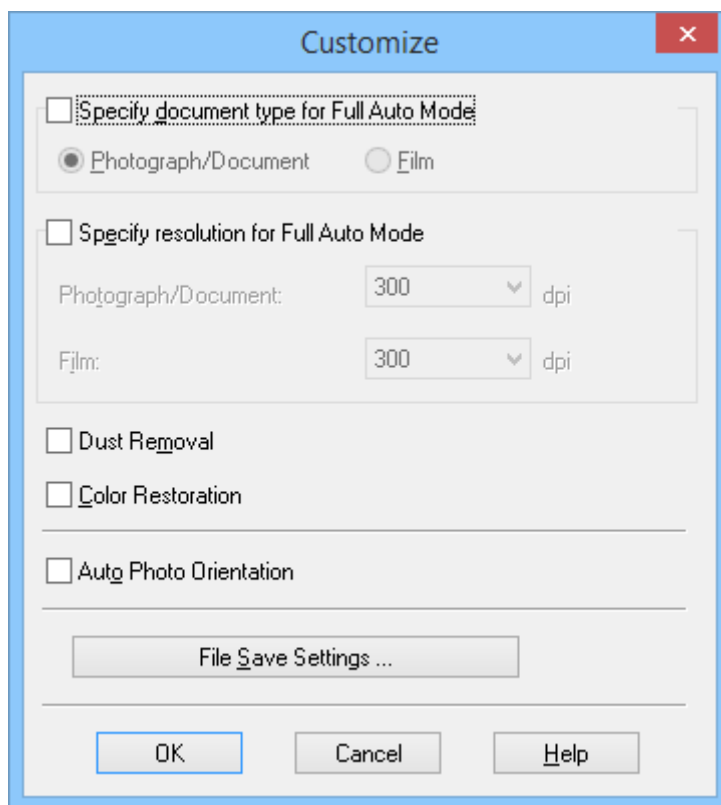 Customize
Specify document type for Full Auto Mode
Photograph/Document Film
Specify resolution for Full Auto Mode
Photograph/Document: 300 dpi
Film: 300 dpi
Dust Removal
Color Restoration
Auto Photo Orientation
File Save Settings ...
OK Cancel Help